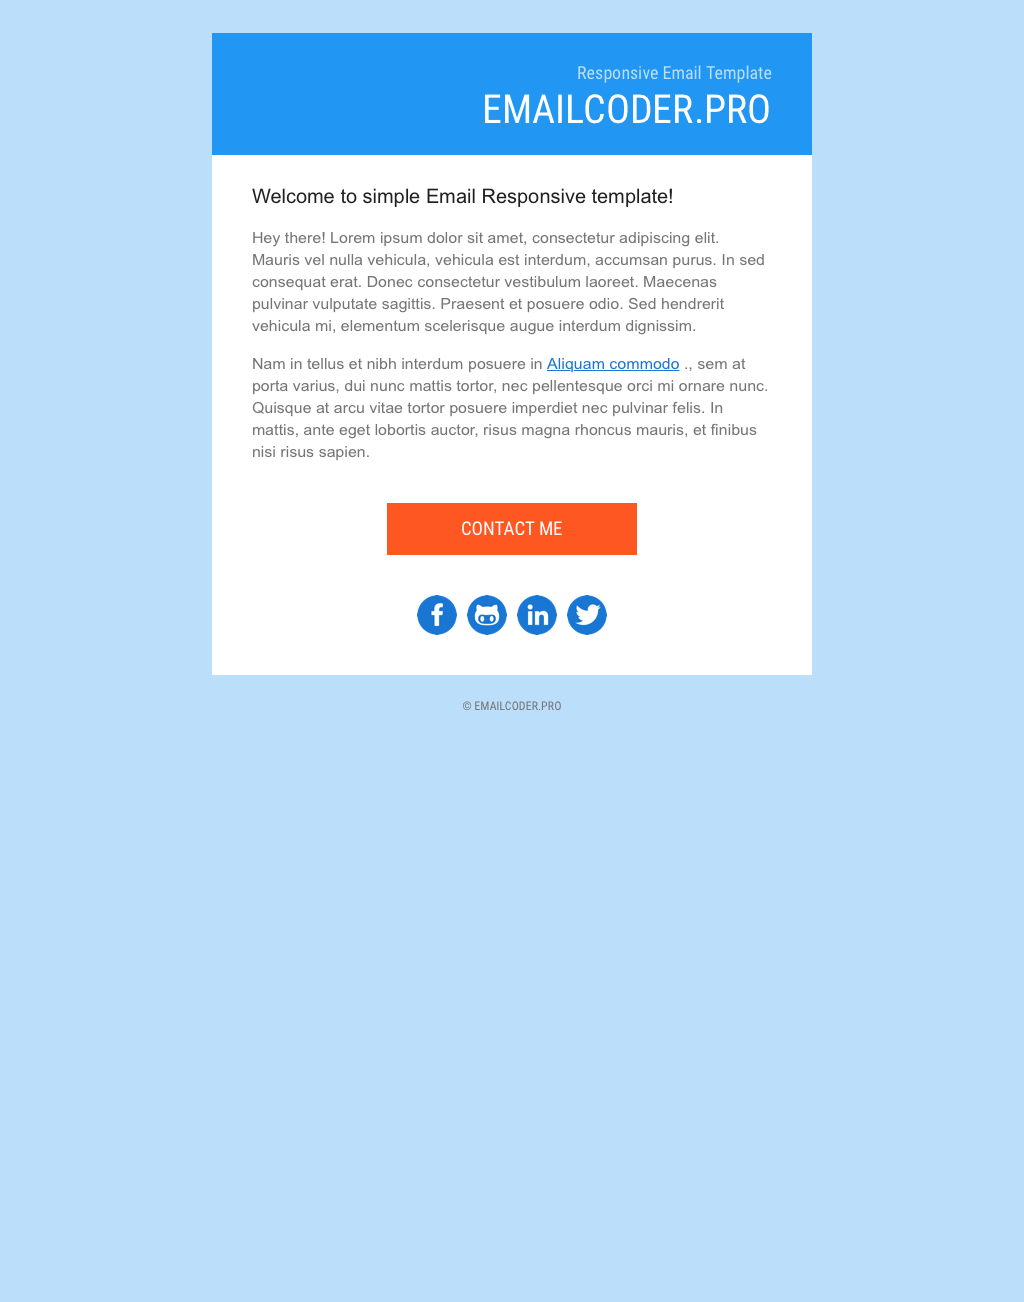 Responsive Email Template
EMAILCODER.PRO
Welcome to simple Email Responsive template!
Hey there! Lorem ipsum dolor sit amet, consectetur adipiscing elit.
Mauris vel nulla vehicula, vehicula est interdum, accumsan purus. In sed
consequat erat. Donec consectetur vestibulum laoreet. Maecenas
pulvinar vulputate sagittis. Praesent et posuere odio. Sed hendrerit
vehicula mi, elementum scelerisque augue interdum dignissim.
Nam in tellus et nibh interdum posuere in Aliquam commodo ., sem at
porta varius, dui nunc mattis tortor, nec pellentesque orci mi ornare nunc.
Quisque at arcu vitae tortor posuere imperdiet nec pulvinar felis. In
mattis, ante eget lobortis auctor, risus magna rhoncus mauris, et finibus
nisi risus sapien.
CONTACT ME
© EMAILCODER.PRO